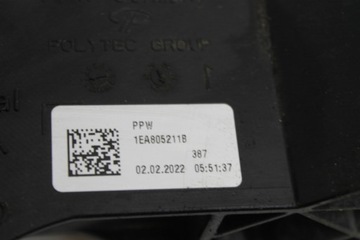 POLYTEC GROUP
PPW
1EA805211B
387
02.02.2022 05:51:37